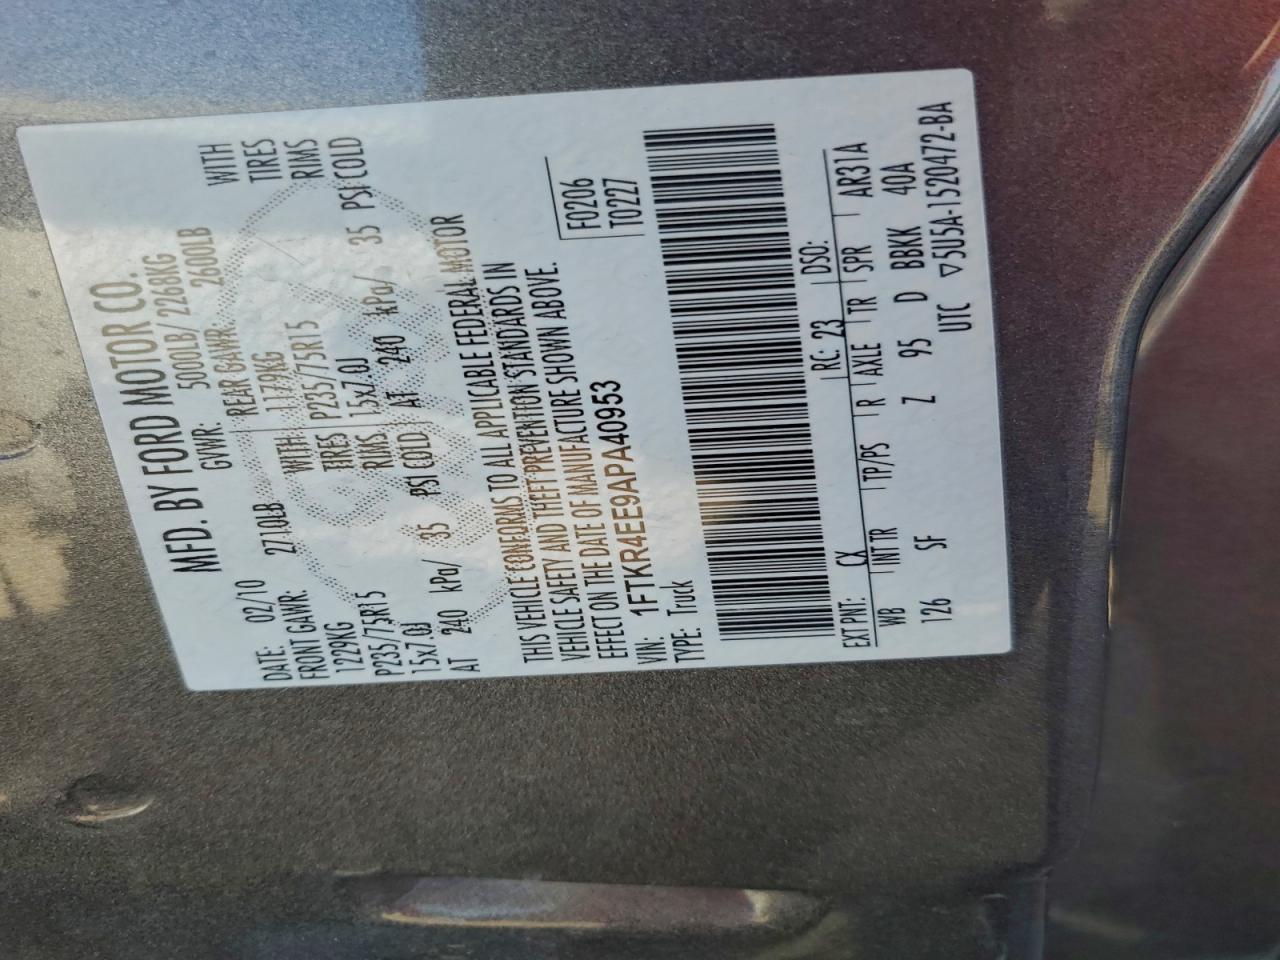 MFD. BY FORD MOTOR CO.
DATE: 02/10 GVWR: 5000LB/ 2268KG
FRONT GAWR: 2710LB REAR GAWR: 2600LB
1229KG WITH 1179KG WITH
P235/75R15 TIRES P235/75R15 TIRES
15x7.0J RIMS 15x7.0J RIMS
AT 240 kPa/ 35 PSI COLD AT 240 kPa/ 35 PSI COLD
THIS VEHICLE CONFORMS TO ALL APPLICABLE FEDERAL MOTOR
VEHICLE SAFETY AND THEFT PREVENTION STANDARDS IN
EFFECT ON THE DATE OF MANUFACTURE SHOWN ABOVE.
VIN: 1FTKR4EE9APA40953 F0206
TYPE: Truck T0227
EXT PNT: CX RC: 23 DSO:
WB INT TR TP/PS R AXLE TR SPR AR31A
126 SF Z 95 D BBKK 40A
UTC ▽5U5A-1520472-BA